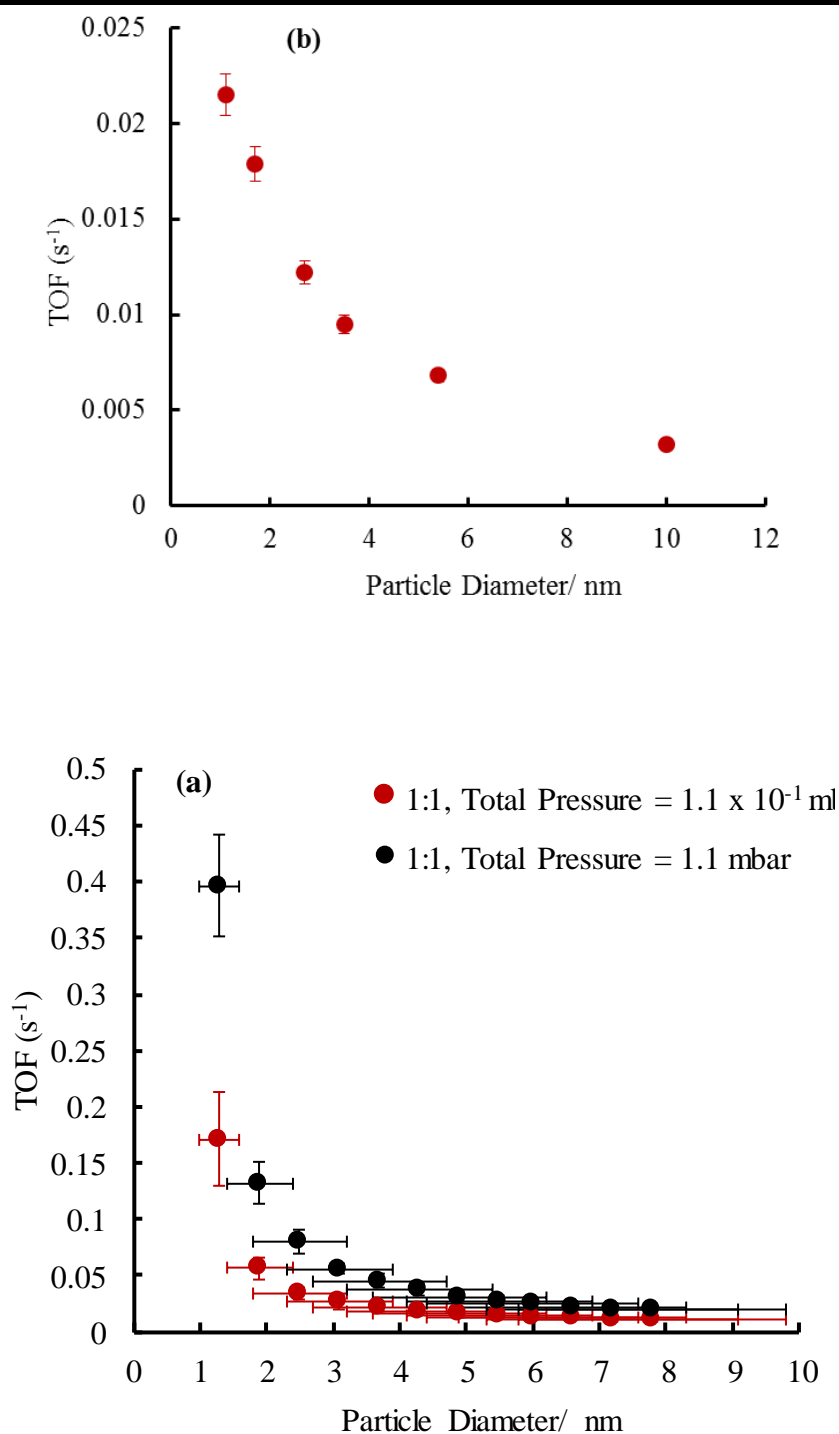 (b)
0.025
0.02
0.015
0.01
0.005
0
TOF (s⁻¹)
0 2 4 6 8 10 12
Particle Diameter/ nm
(a)
1:1, Total Pressure = 1.1 x 10⁻¹
1:1, Total Pressure = 1.1 mbar
0.5
0.45
0.4
0.35
0.3
0.25
0.2
0.15
0.1
0.05
0
TOF (s⁻¹)
0 1 2 3 4 5 6 7 8 9 10
Particle Diameter/ nm